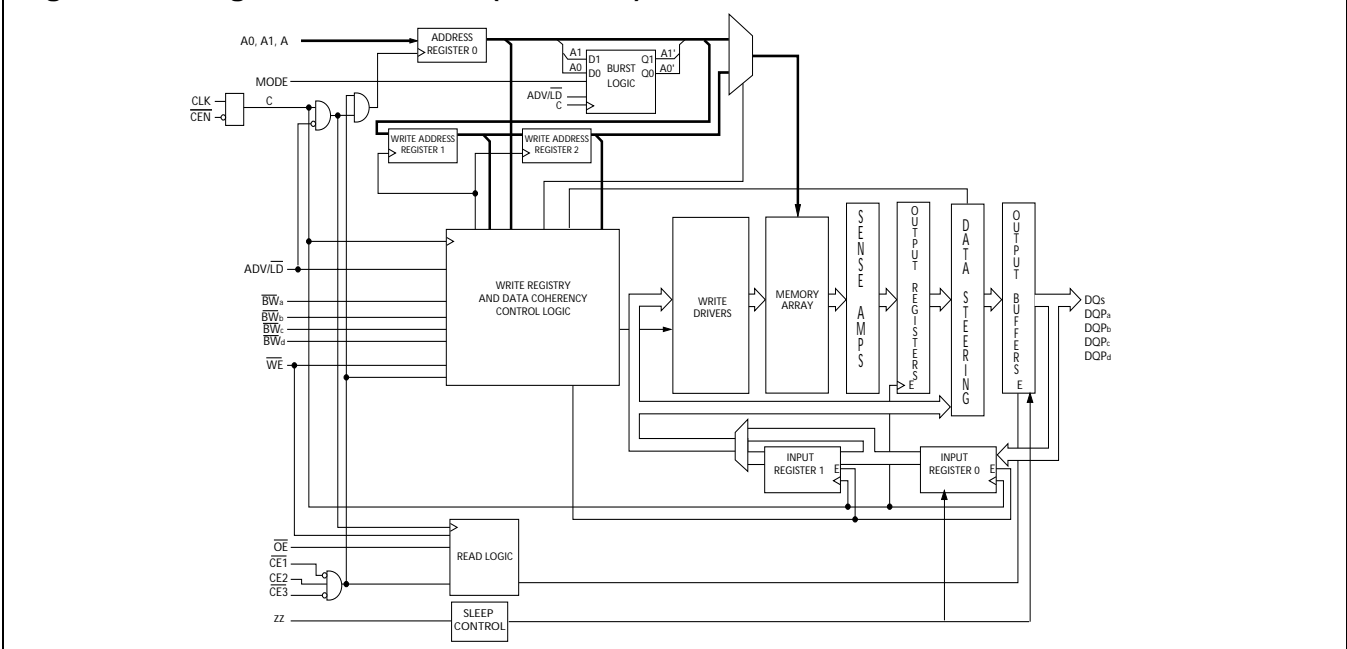 A0, A1, A
ADDRESS
REGISTER 0
MODE
A1
A0
D1
D0
BURST
LOGIC
Q1
Q0
A1'
A0'
ADV/LD
C
CLK
CEN
C
WRITE ADDRESS
REGISTER 1
WRITE ADDRESS
REGISTER 2
ADV/LD
BWa
BWb
BWc
BWd
WE
WRITE REGISTRY
AND DATA COHERENCY
CONTROL LOGIC
WRITE
DRIVERS
MEMORY
ARRAY
SENSE AMPS
OUTPUT REGISTERS
E
DATA STEERING
OUTPUT BUFFERS
E
DQs
DQPa
DQPb
DQPc
DQPd
INPUT
REGISTER 1
E
INPUT
REGISTER 0
E
OE
CE1
CE2
CE3
READ LOGIC
ZZ
SLEEP
CONTROL